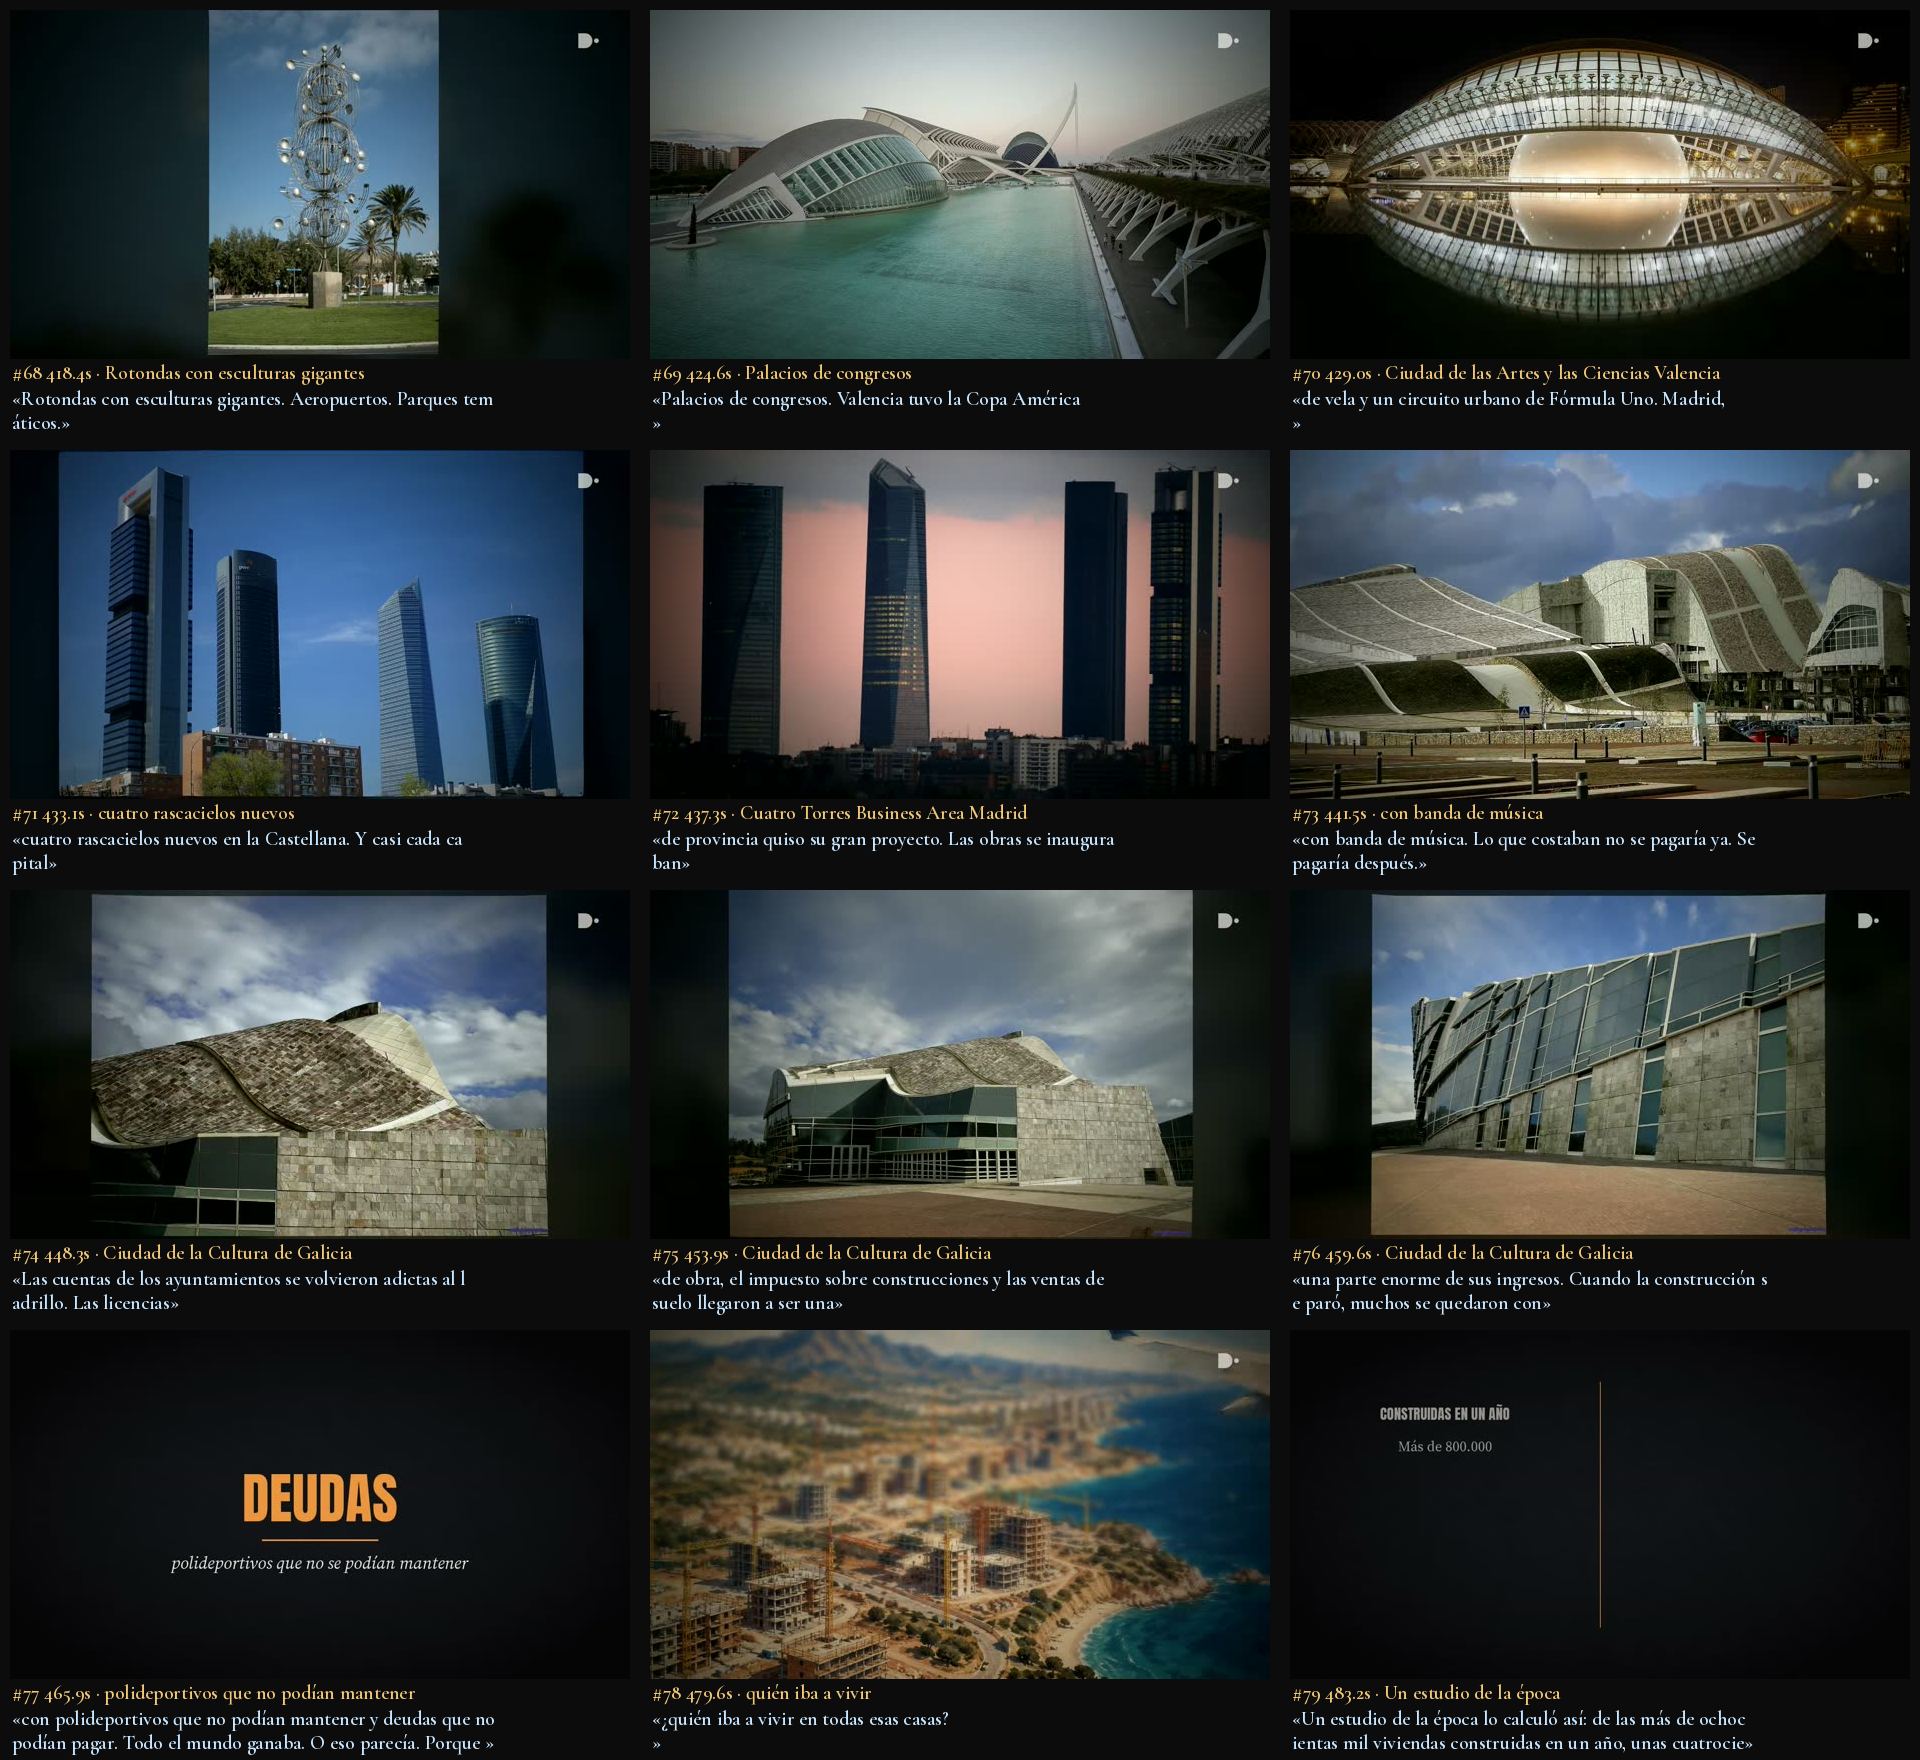 #68 418.4s · Rotondas con esculturas gigantes
«Rotondas con esculturas gigantes. Aeropuertos. Parques tem
áticos.»
#69 424.6s · Palacios de congresos
«Palacios de congresos. Valencia tuvo la Copa América
»
#70 429.0s · Ciudad de las Artes y las Ciencias Valencia
«de vela y un circuito urbano de Fórmula Uno. Madrid,
»
#71 433.1s · cuatro rascacielos nuevos
«cuatro rascacielos nuevos en la Castellana. Y casi cada ca
pital»
#72 437.3s · Cuatro Torres Business Area Madrid
«de provincia quiso su gran proyecto. Las obras se inaugura
ban»
#73 441.5s · con banda de música
«con banda de música. Lo que costaban no se pagaría ya. Se
pagaría después.»
#74 448.3s · Ciudad de la Cultura de Galicia
«Las cuentas de los ayuntamientos se volvieron adictas al l
adrillo. Las licencias»
#75 453.9s · Ciudad de la Cultura de Galicia
«de obra, el impuesto sobre construcciones y las ventas de
suelo llegaron a ser una»
#76 459.6s · Ciudad de la Cultura de Galicia
«una parte enorme de sus ingresos. Cuando la construcción s
e paró, muchos se quedaron con»
DEUDAS
polideportivos que no se podían mantener
#77 465.9s · polideportivos que no podían mantener
«con polideportivos que no podían mantener y deudas que no
podían pagar. Todo el mundo ganaba. O eso parecía. Porque »
#78 479.6s · quién iba a vivir
«¿quién iba a vivir en todas esas casas?
»
CONSTRUIDAS EN UN AÑO
Más de 800.000
#79 483.2s · Un estudio de la época
«Un estudio de la época lo calculó así: de las más de ochoc
ientas mil viviendas construidas en un año, unas cuatrocie»